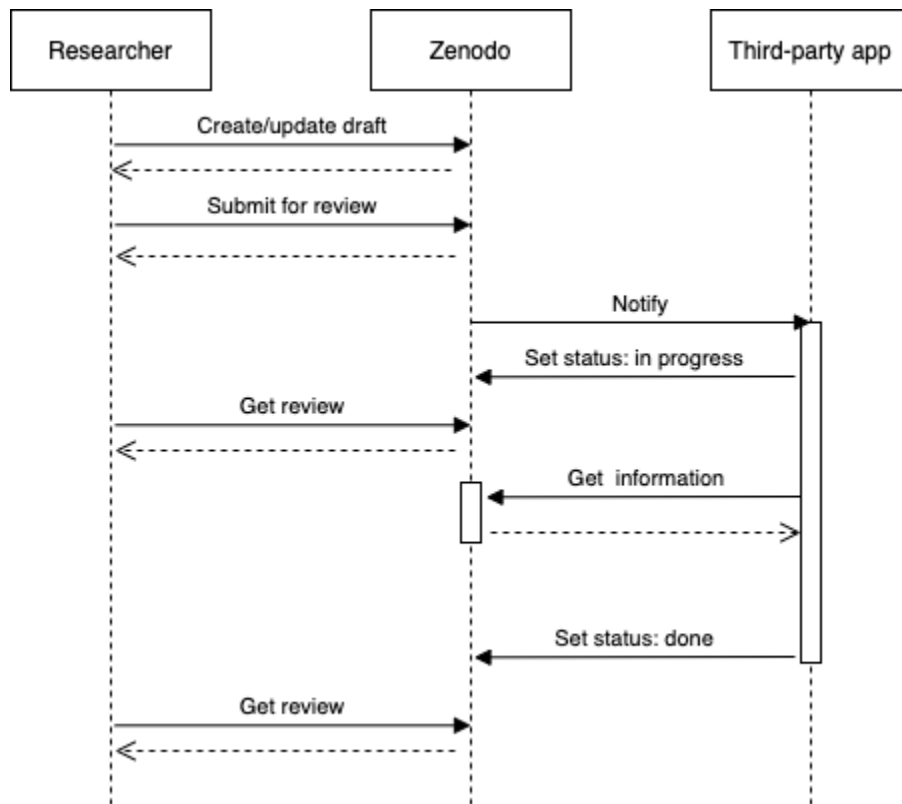 Researcher
Zenodo
Third-party app
Create/update draft
Submit for review
Notify
Set status: in progress
Get review
Get information
Set status: done
Get review